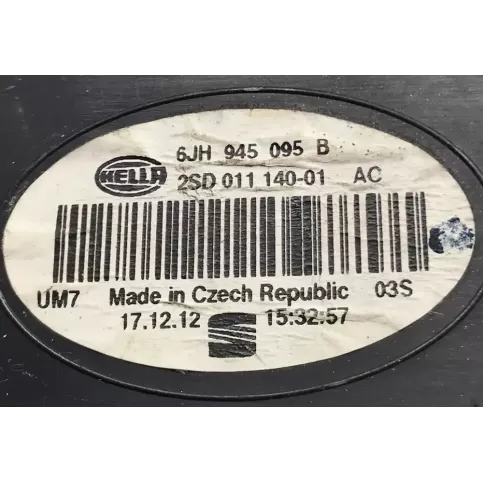 6JH 945 095 B
HELLA
2SD 011 140-01 AC
UM7 Made in Czech Republic 03S
17.12.12 15:32:57